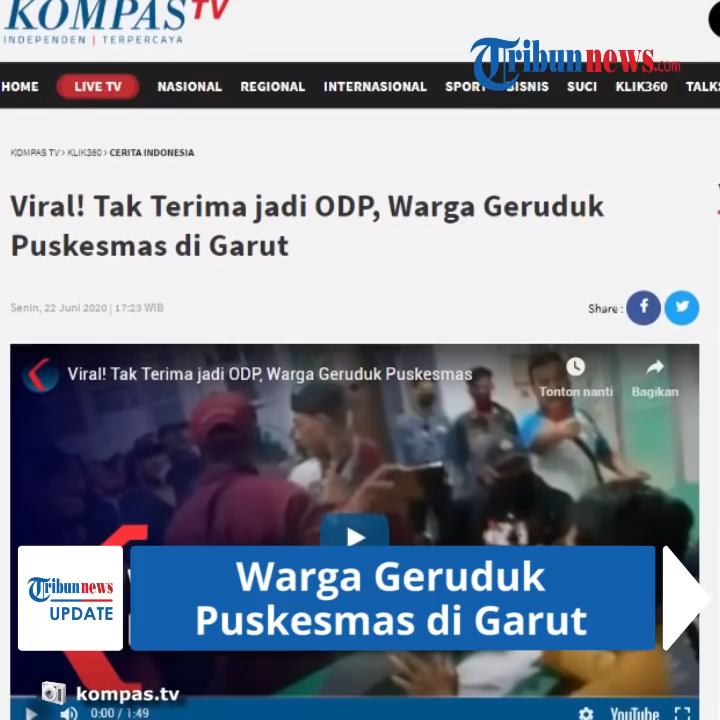 KOMPASTV
INDEPENDEN | TERPERCAYA
Tribunnews.com
HOME LIVE TV NASIONAL REGIONAL INTERNASIONAL SPORT BISNIS SUCI KLIK360 TALKS
KOMPAS TV > KLIK360 > CERITA INDONESIA
Viral! Tak Terima jadi ODP, Warga Geruduk
Puskesmas di Garut
Senin, 22 Juni 2020 | 17:23 WIB
Share :
Viral! Tak Terima jadi ODP, Warga Geruduk Puskesmas
Tonton nanti
Bagikan
Tribunnews
UPDATE
Warga Geruduk
Puskesmas di Garut
kompas.tv
0:00 / 1:49
YouTube